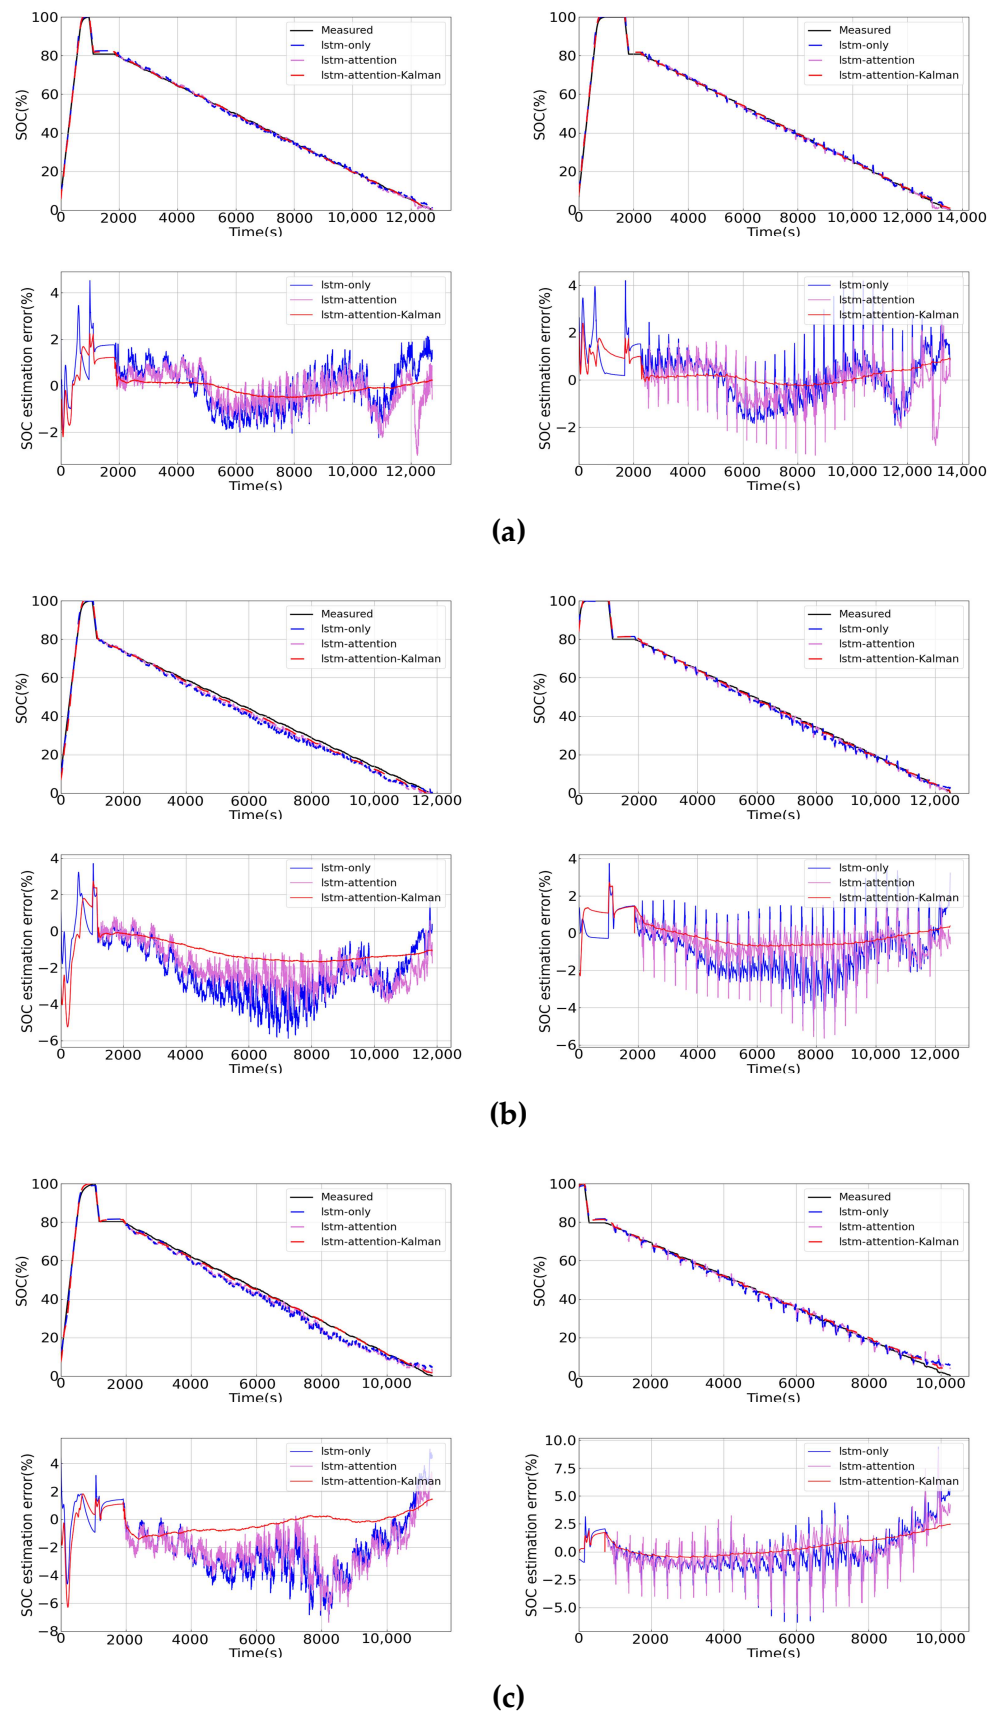 100
80
60
40
20
0
SOC(%)
Measured
lstm-only
lstm-attention
lstm-attention-Kalman
0 2000 4000 6000 8000 10,000 12,000
Time(s)
100
80
60
40
20
0
SOC(%)
Measured
lstm-only
lstm-attention
lstm-attention-Kalman
0 2000 4000 6000 8000 10,000 12,000 14,000
Time(s)
4
2
0
−2
SOC estimation error(%)
lstm-only
lstm-attention
lstm-attention-Kalman
0 2000 4000 6000 8000 10,000 12,000
Time(s)
4
2
0
−2
SOC estimation error(%)
lstm-only
lstm-attention
lstm-attention-Kalman
0 2000 4000 6000 8000 10,000 12,000 14,000
Time(s)
(a)
100
80
60
40
20
0
SOC(%)
Measured
lstm-only
lstm-attention
lstm-attention-Kalman
0 2000 4000 6000 8000 10,000 12,000
Time(s)
100
80
60
40
20
0
SOC(%)
Measured
lstm-only
lstm-attention
lstm-attention-Kalman
0 2000 4000 6000 8000 10,000 12,000
Time(s)
4
2
0
−2
−4
−6
SOC estimation error(%)
lstm-only
lstm-attention
lstm-attention-Kalman
0 2000 4000 6000 8000 10,000 12,000
Time(s)
4
2
0
−2
−4
−6
SOC estimation error(%)
lstm-only
lstm-attention
lstm-attention-Kalman
0 2000 4000 6000 8000 10,000 12,000
Time(s)
(b)
100
80
60
40
20
0
SOC(%)
Measured
lstm-only
lstm-attention
lstm-attention-Kalman
0 2000 4000 6000 8000 10,000
Time(s)
100
80
60
40
20
0
SOC(%)
Measured
lstm-only
lstm-attention
lstm-attention-Kalman
0 2000 4000 6000 8000 10,000
Time(s)
4
2
0
−2
−4
−6
−8
SOC estimation error(%)
lstm-only
lstm-attention
lstm-attention-Kalman
0 2000 4000 6000 8000 10,000
Time(s)
10.0
7.5
5.0
2.5
0.0
−2.5
−5.0
SOC estimation error(%)
lstm-only
lstm-attention
lstm-attention-Kalman
0 2000 4000 6000 8000 10,000
Time(s)
(c)